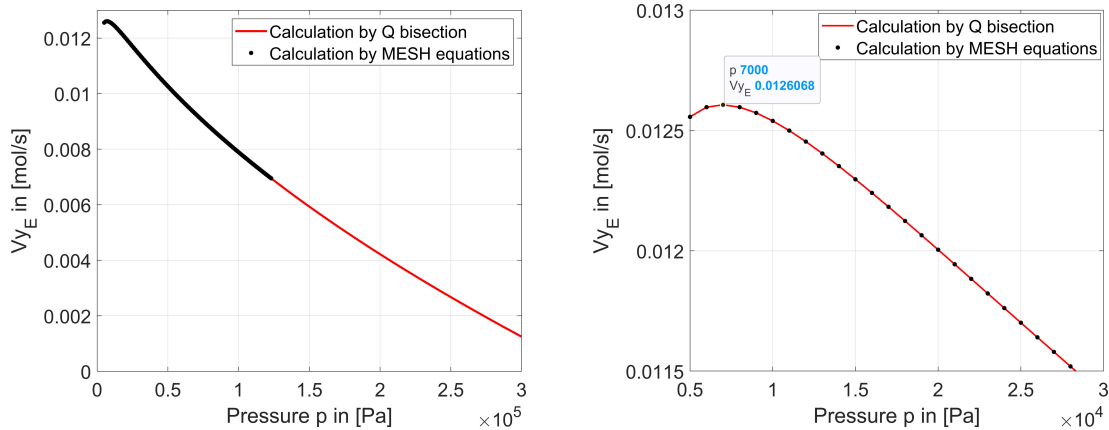 Calculation by Q bisection
Calculation by MESH equations
0.012
0.01
0.008
0.006
0.004
0.002
0
Vy_E in [mol/s]
0 0.5 1 1.5 2 2.5 3
Pressure p in [Pa]
×10^5
Calculation by Q bisection
Calculation by MESH equations
p 7000
Vy_E 0.0126068
0.013
0.0125
0.012
0.0115
Vy_E in [mol/s]
0.5 1 1.5 2 2.5 3
Pressure p in [Pa]
×10^4